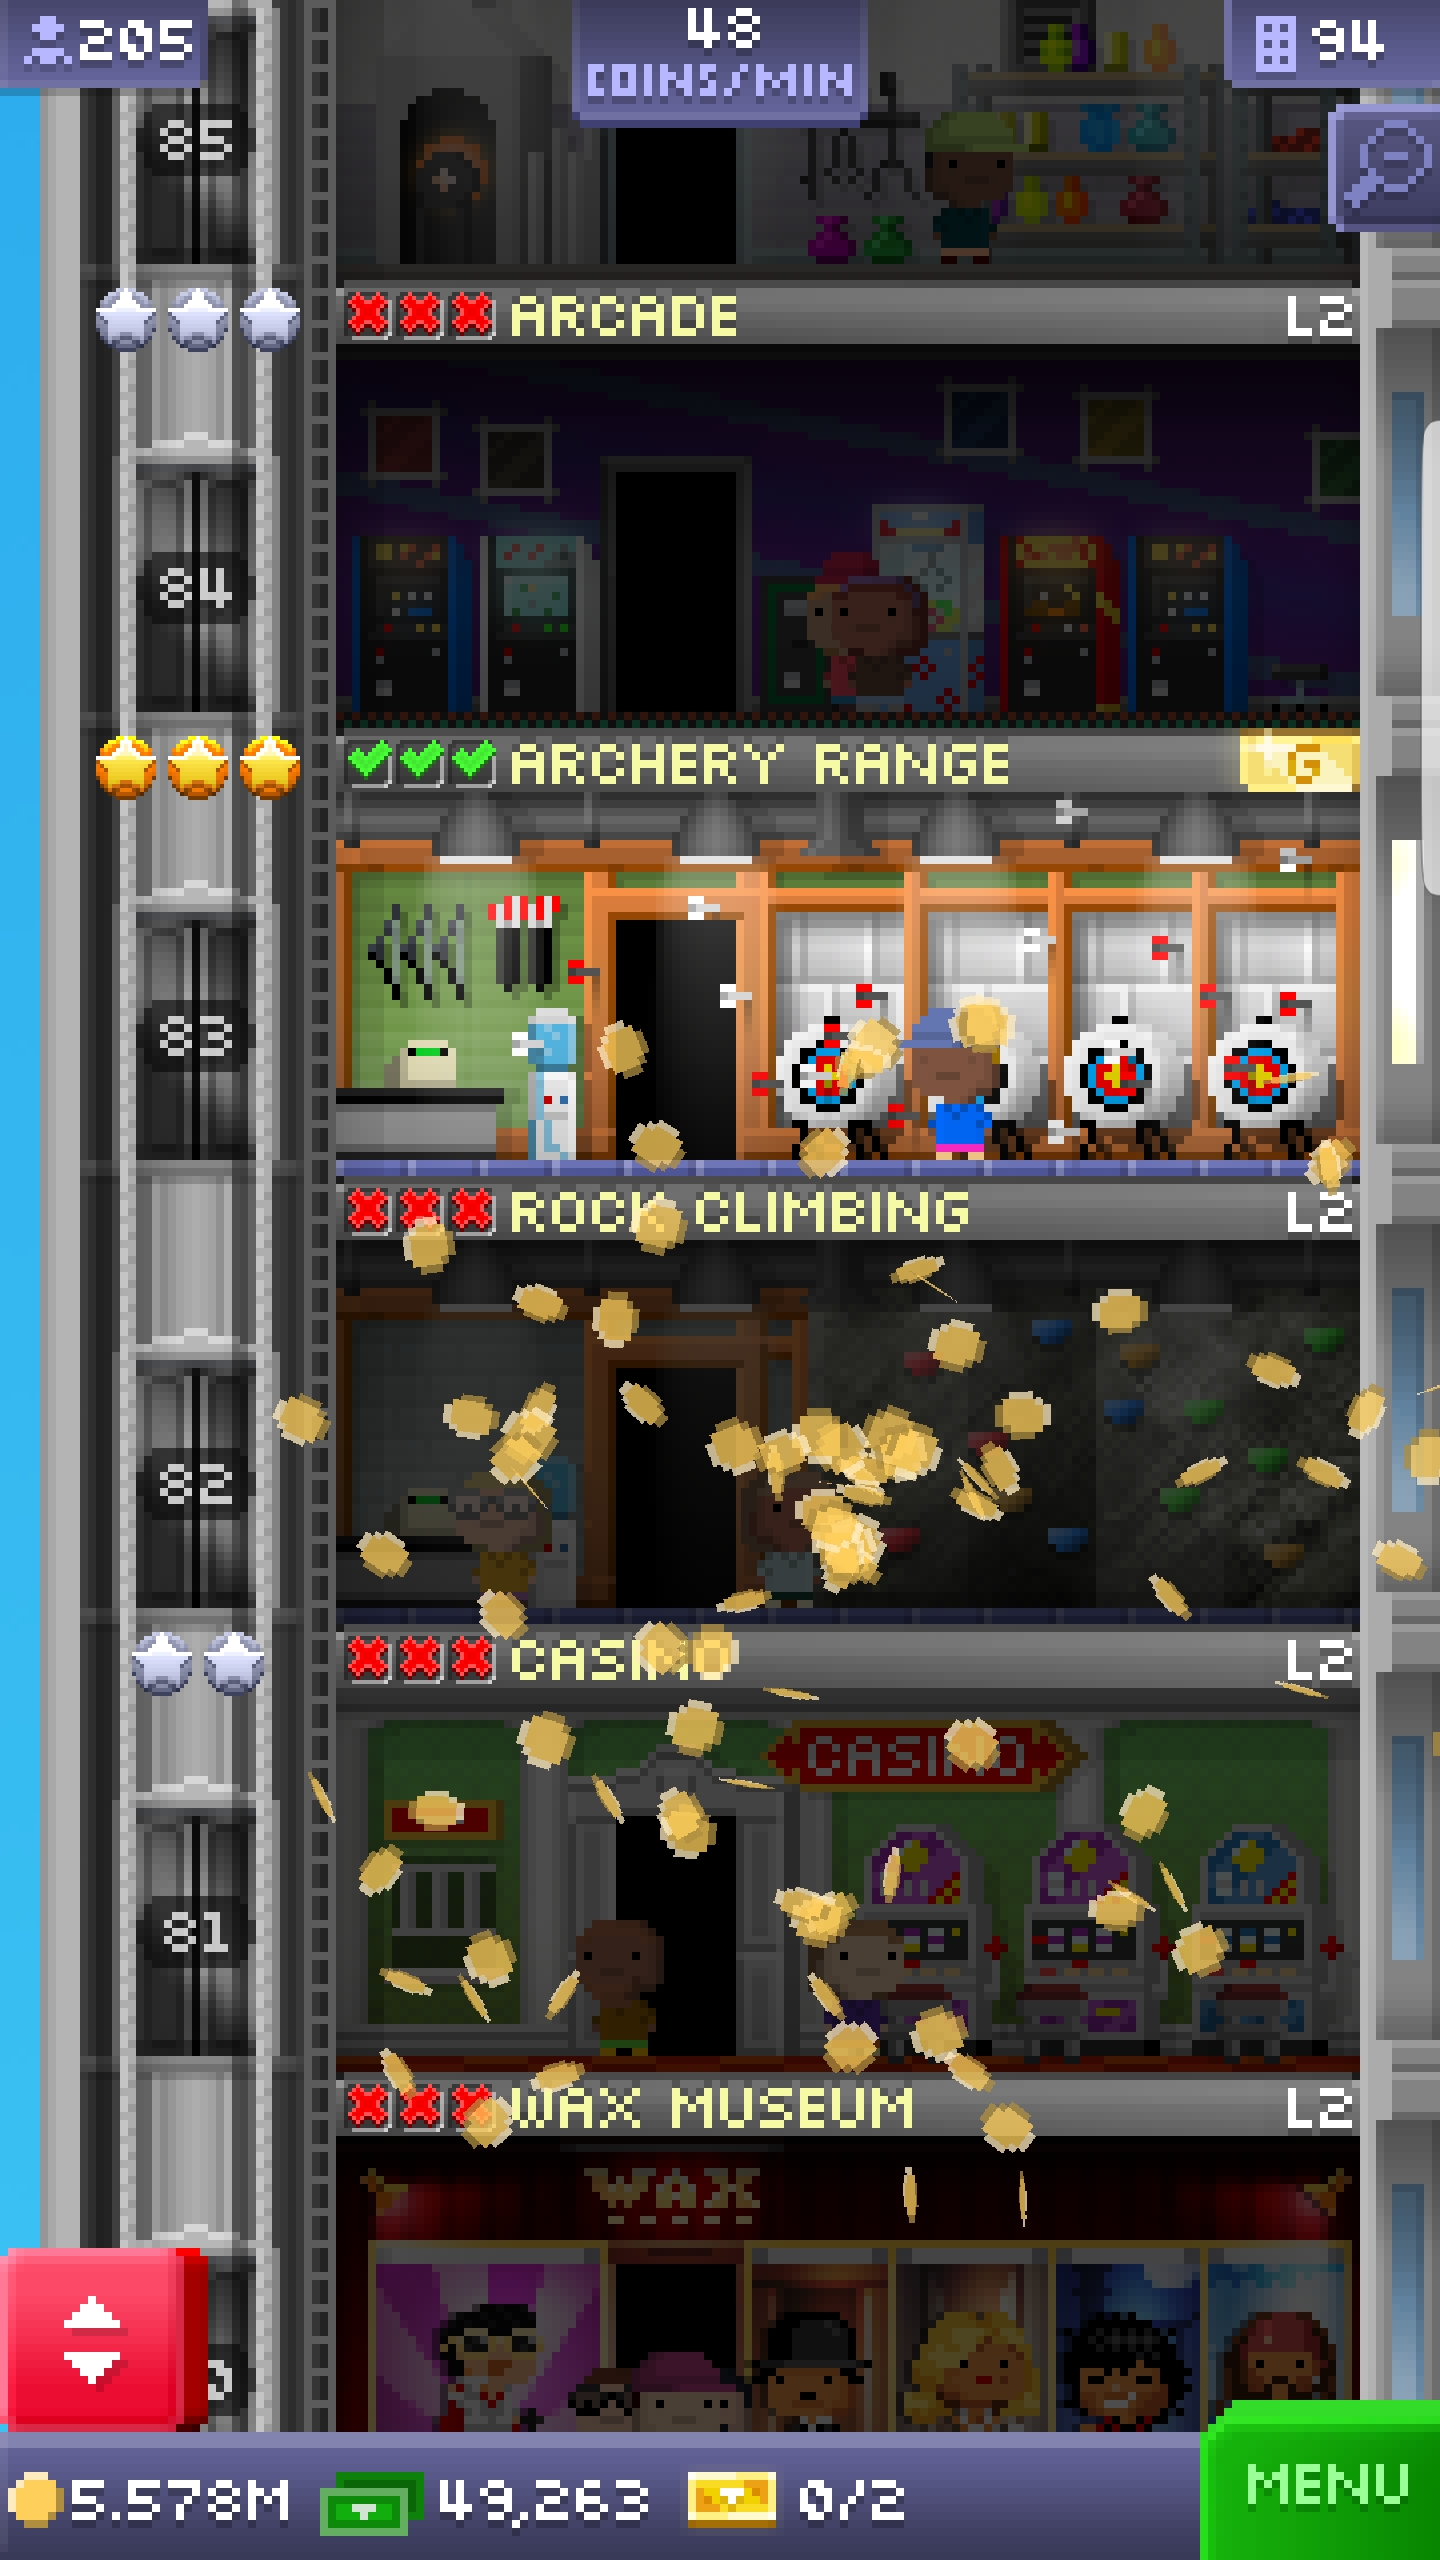 205
48
COINS/MIN
94
85
ARCADE L2
84
ARCHERY RANGE G
83
ROCK CLIMBING L2
82
CASINO L2
CASINO
81
WAX MUSEUM L2
WAX
5.578M 49,263 0/2
MENU